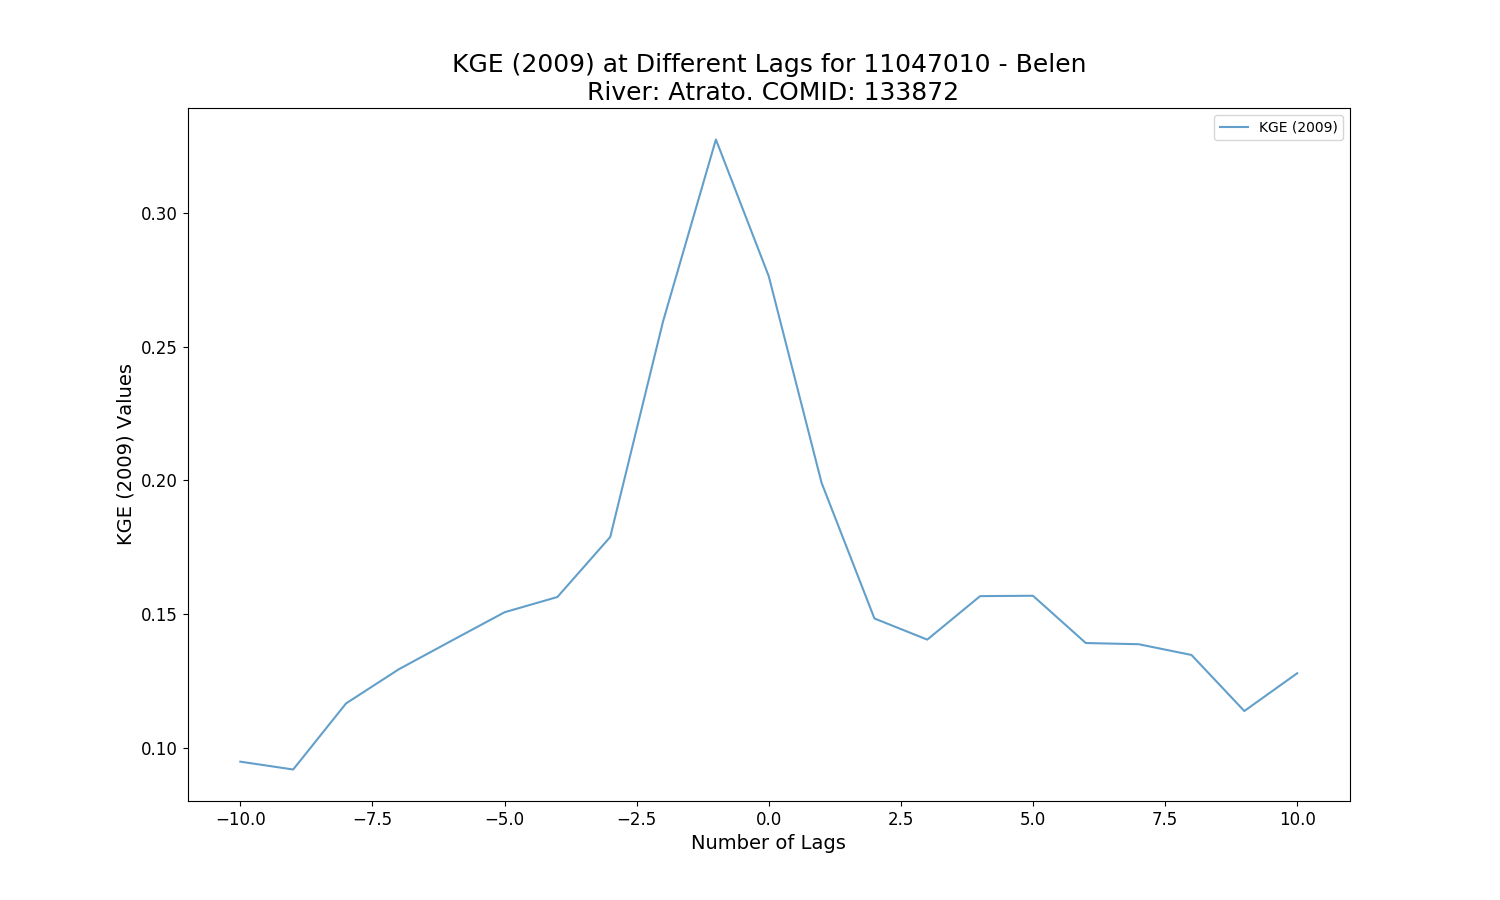 KGE (2009) at Different Lags for 11047010 - Belen
River: Atrato. COMID: 133872
KGE (2009)
KGE (2009) Values
0.30
0.25
0.20
0.15
0.10
−10.0 −7.5 −5.0 −2.5 0.0 2.5 5.0 7.5 10.0
Number of Lags